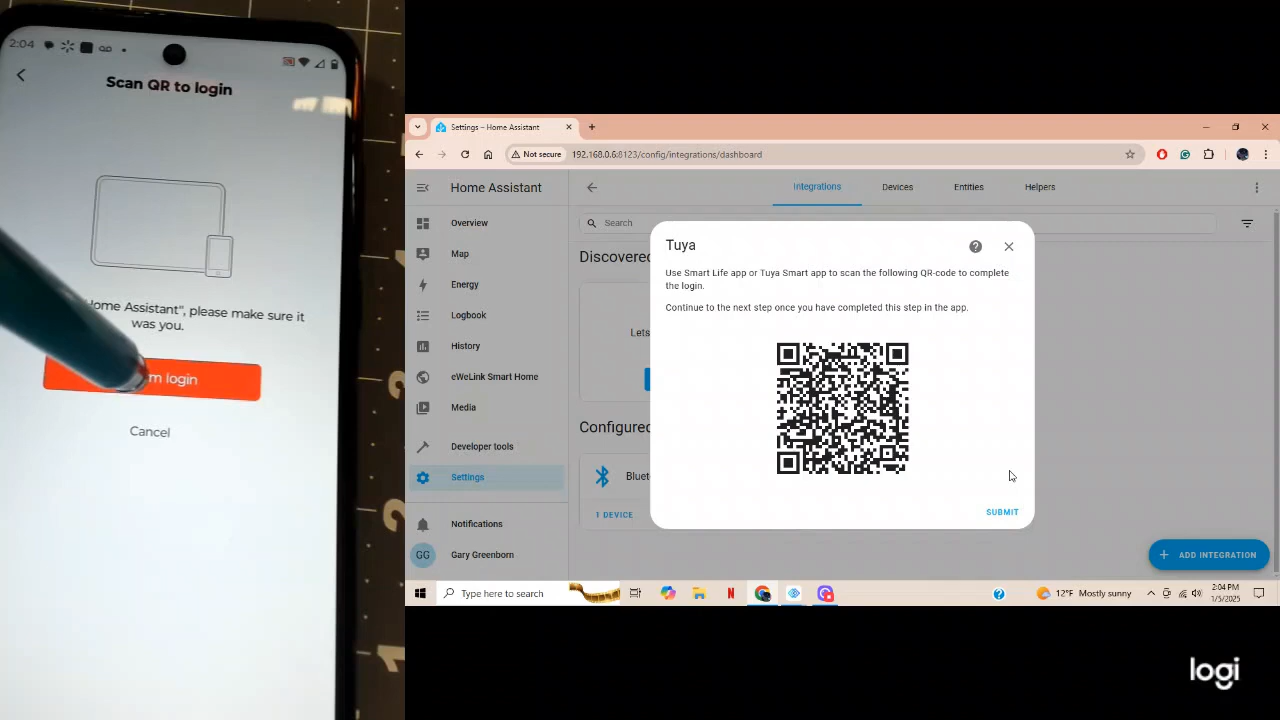 2:04
Scan QR to login
Home Assistant", please make sure it
was you.
login
Cancel
Settings – Home Assistant
Not secure
192.168.0.6:8123/config/integrations/dashboard
Home Assistant
Integrations
Devices
Entities
Helpers
Overview
Search
Map
Discovered
Energy
Logbook
History
eWeLink Smart Home
Media
Developer tools
Settings
Notifications
GG
Gary Greenborn
Lets
Configured
Bluet
1 DEVICE
Tuya
Use Smart Life app or Tuya Smart app to scan the following QR-code to complete
the login.
Continue to the next step once you have completed this step in the app.
SUBMIT
ADD INTEGRATION
Type here to search
12°F Mostly sunny
2:04 PM
1/5/2025
logi